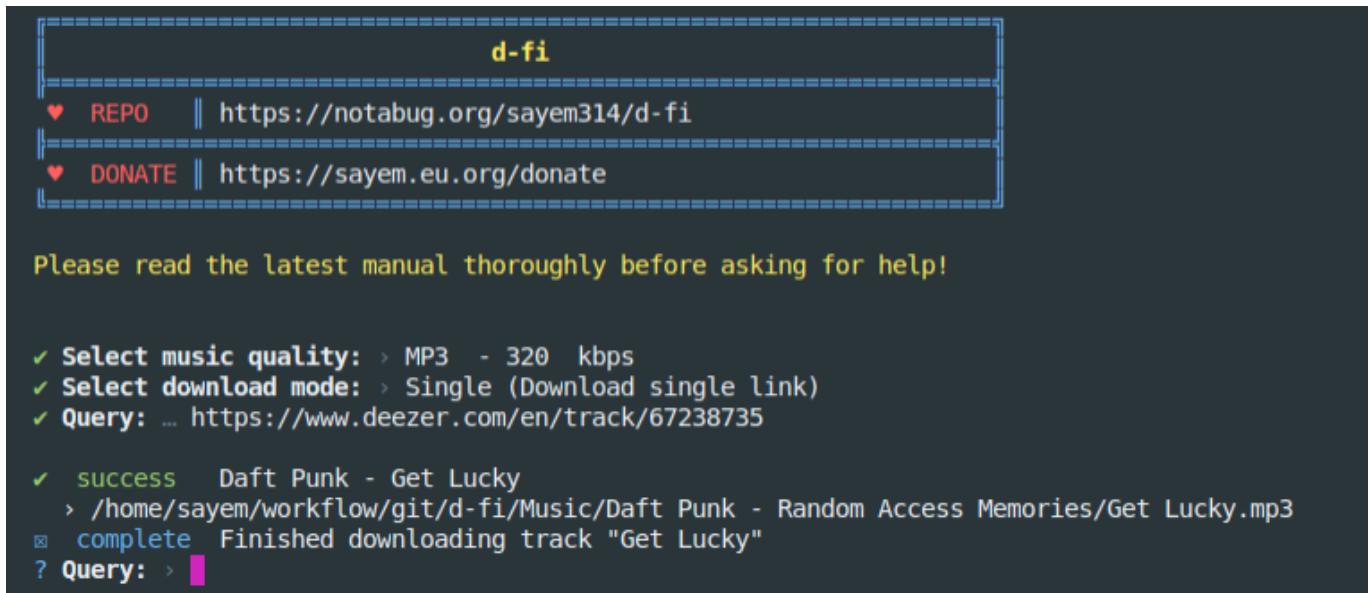 d-fi
♥ REPO ║ https://notabug.org/sayem314/d-fi
♥ DONATE ║ https://sayem.eu.org/donate
Please read the latest manual thoroughly before asking for help!
✔ Select music quality: › MP3  - 320  kbps
✔ Select download mode: › Single (Download single link)
✔ Query: … https://www.deezer.com/en/track/67238735
✔ success Daft Punk - Get Lucky
› /home/sayem/workflow/git/d-fi/Music/Daft Punk - Random Access Memories/Get Lucky.mp3
☒ complete Finished downloading track "Get Lucky"
? Query: ›